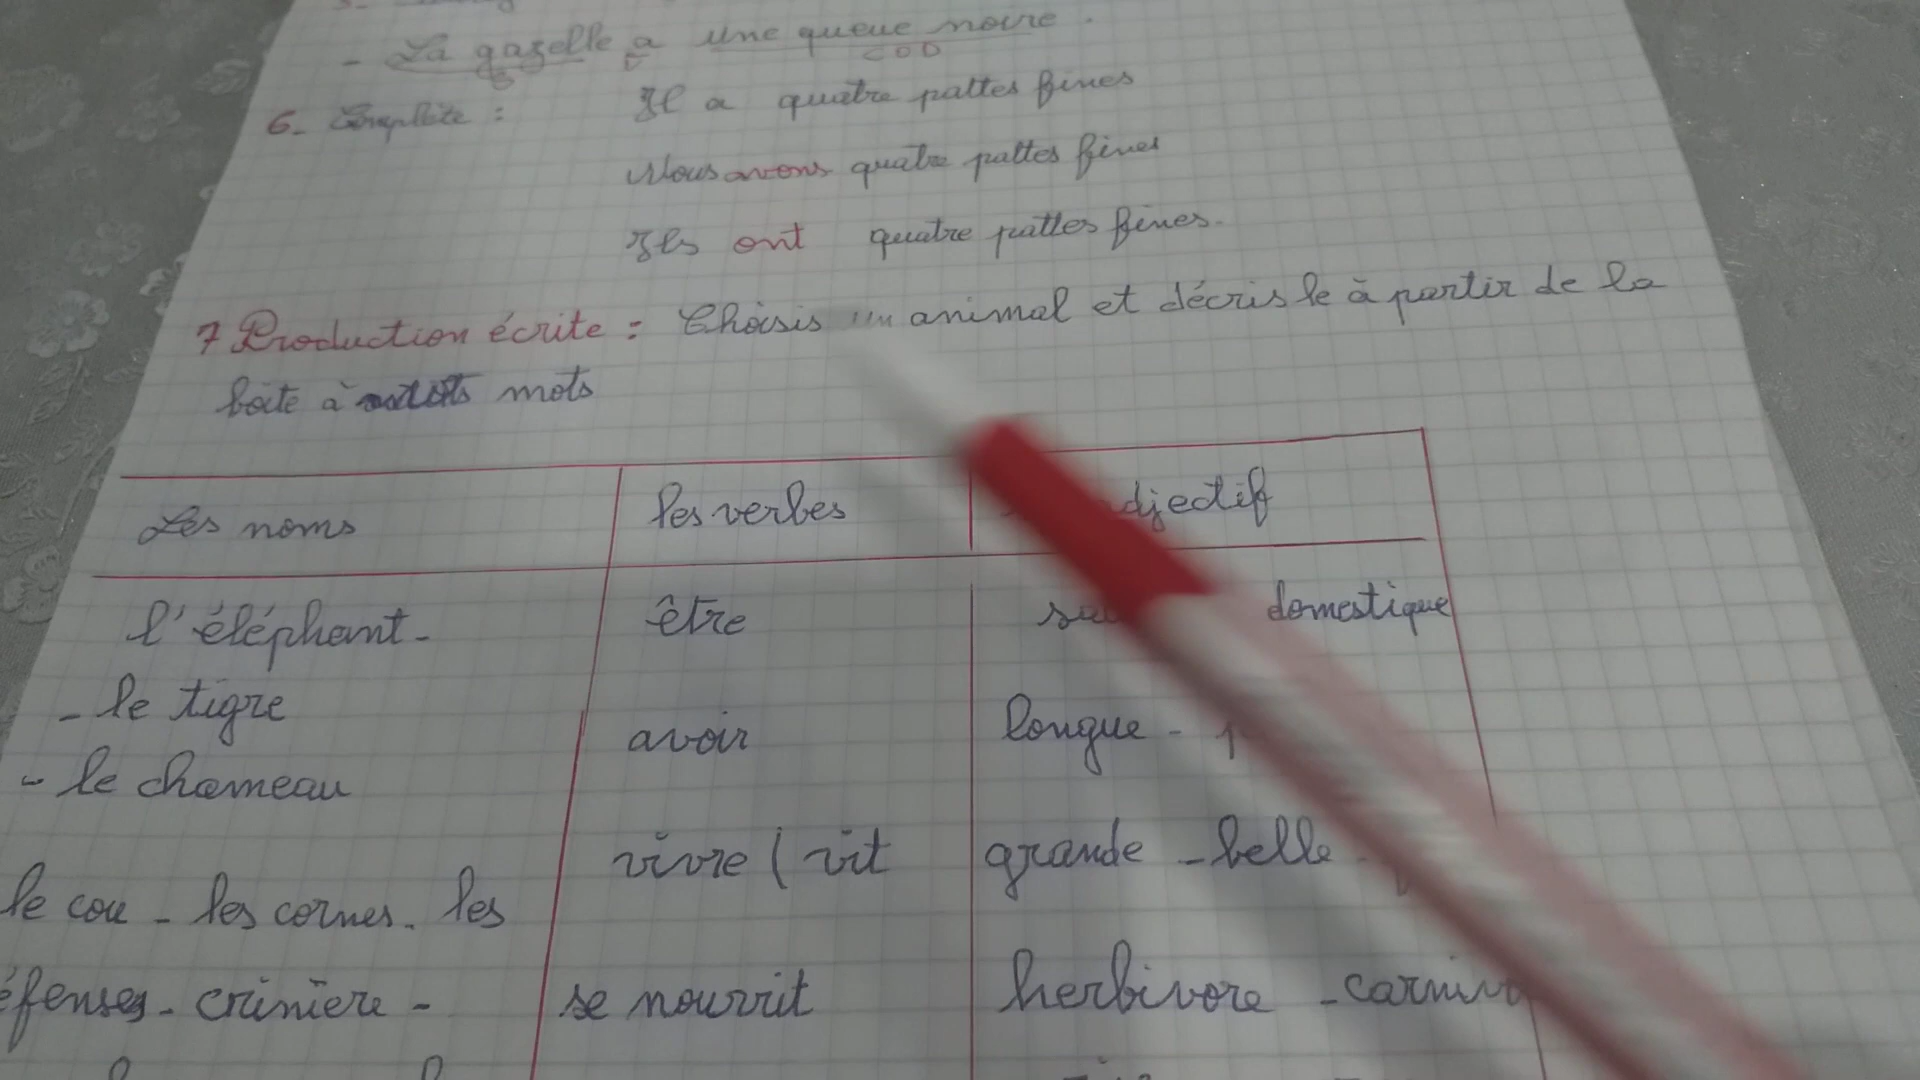 - La gazelle a une queue noire.
COD
6- Complète : Il a quatre pattes fines
Nous avons quatre pattes fines
Ils ont quatre pattes fines.
7 Production écrite : Choisis un animal et décris le à partir de la
boîte à mots
Les noms les verbes
l'éléphant - être domestique
- le tigre avoir longue -
- le chameau
vivre ( vit grande - belle
le cou - les cornes. les
crinière - se nourrit herbivore -